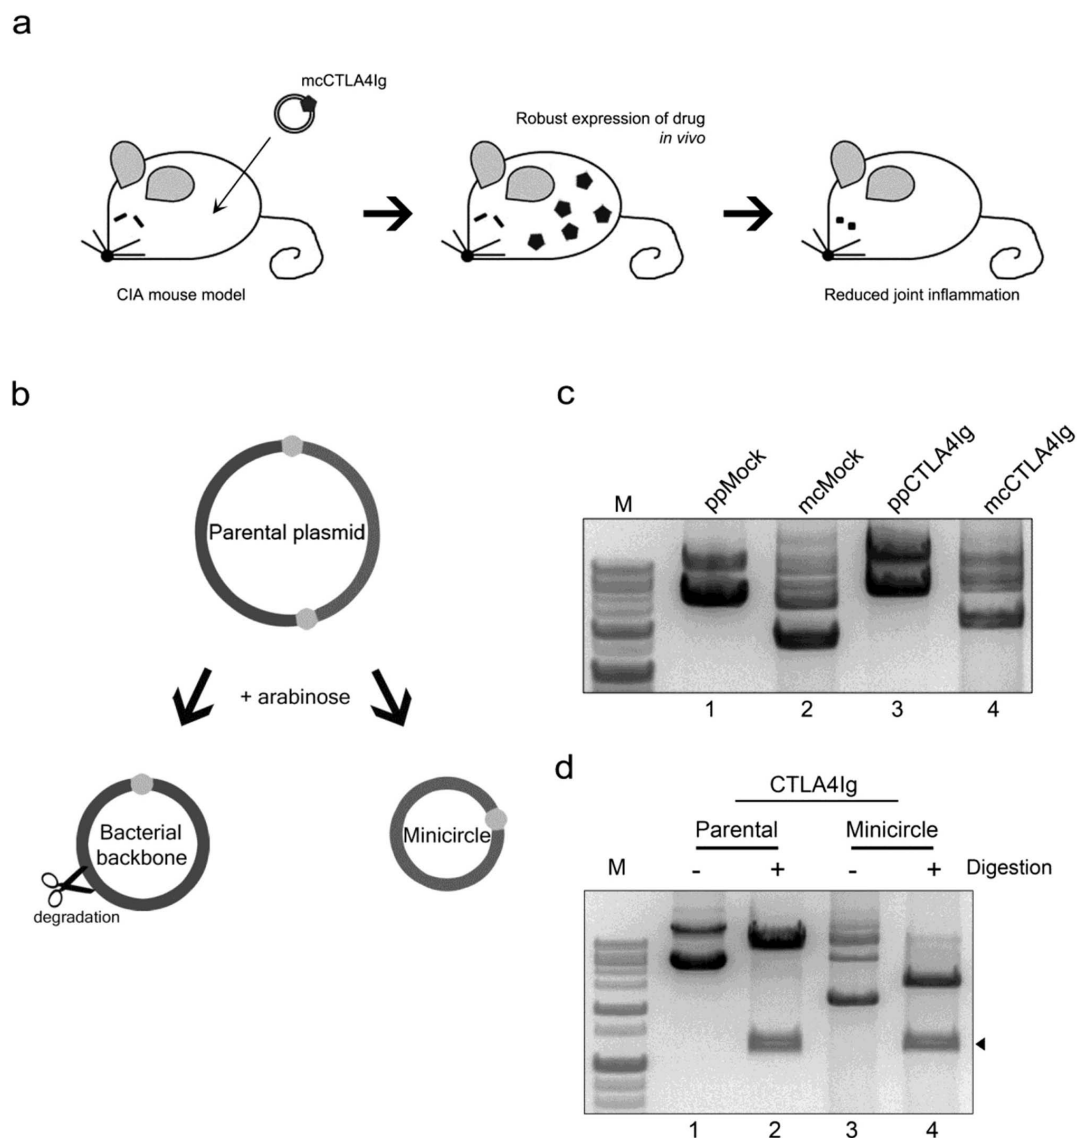 a
mcCTLA4Ig
Robust expression of drug
in vivo
CIA mouse model
Reduced joint inflammation
b
Parental plasmid
+ arabinose
Bacterial
backbone
degradation
Minicircle
c
M
ppMock
mcMock
ppCTLA4Ig
mcCTLA4Ig
1 2 3 4
d
CTLA4Ig
Parental Minicircle
M - + - + Digestion
1 2 3 4